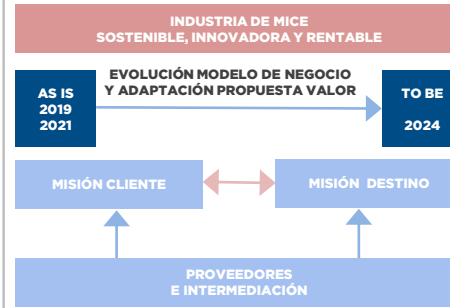 INDUSTRIA DE MICE
SOSTENIBLE, INNOVADORA Y RENTABLE
EVOLUCIÓN MODELO DE NEGOCIO
Y ADAPTACIÓN PROPUESTA VALOR
AS IS
2019
2021
TO BE
2024
MISIÓN CLIENTE
MISIÓN DESTINO
PROVEEDORES
E INTERMEDIACIÓN